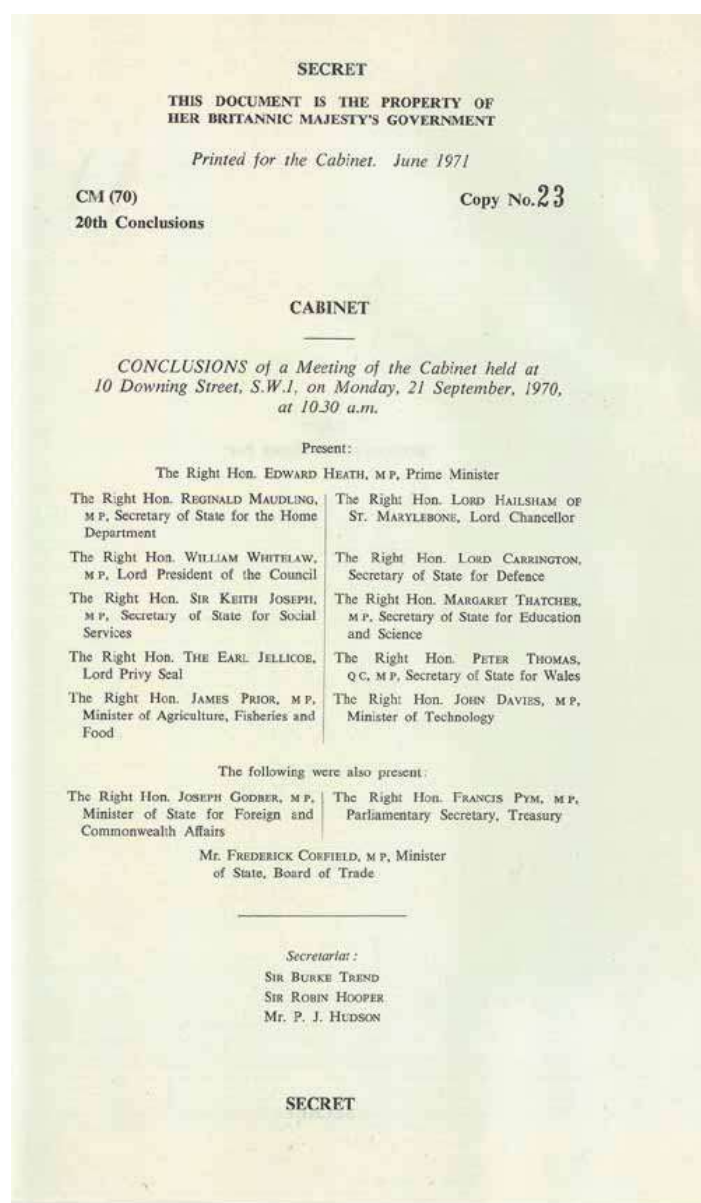 SECRET
THIS DOCUMENT IS THE PROPERTY OF
HER BRITANNIC MAJESTY'S GOVERNMENT
Printed for the Cabinet. June 1971
CM (70)
20th Conclusions
Copy No. 23
CABINET
CONCLUSIONS of a Meeting of the Cabinet held at
10 Downing Street, S.W.1, on Monday, 21 September, 1970,
at 10.30 a.m.
Present:
The Right Hon. EDWARD HEATH, M P, Prime Minister
The Right Hon. REGINALD MAUDLING,
M P, Secretary of State for the Home
Department
The Right Hon. LORD HAILSHAM OF
ST. MARYLEBONE, Lord Chancellor
The Right Hon. WILLIAM WHITELAW,
M P, Lord President of the Council
The Right Hon. LORD CARRINGTON,
Secretary of State for Defence
The Right Hon. SIR KEITH JOSEPH,
M P, Secretary of State for Social
Services
The Right Hon. MARGARET THATCHER,
M P, Secretary of State for Education
and Science
The Right Hon. THE EARL JELLICOE,
Lord Privy Seal
The Right Hon. PETER THOMAS,
Q C, M P, Secretary of State for Wales
The Right Hon. JAMES PRIOR, M P,
Minister of Agriculture, Fisheries and
Food
The Right Hon. JOHN DAVIES, M P,
Minister of Technology
The following were also present:
The Right Hon. JOSEPH GODBER, M P,
Minister of State for Foreign and
Commonwealth Affairs
The Right Hon. FRANCIS PYM, M P,
Parliamentary Secretary, Treasury
Mr. FREDERICK CORFIELD, M P, Minister
of State, Board of Trade
Secretariat:
SIR BURKE TREND
SIR ROBIN HOOPER
Mr. P. J. HUDSON
SECRET